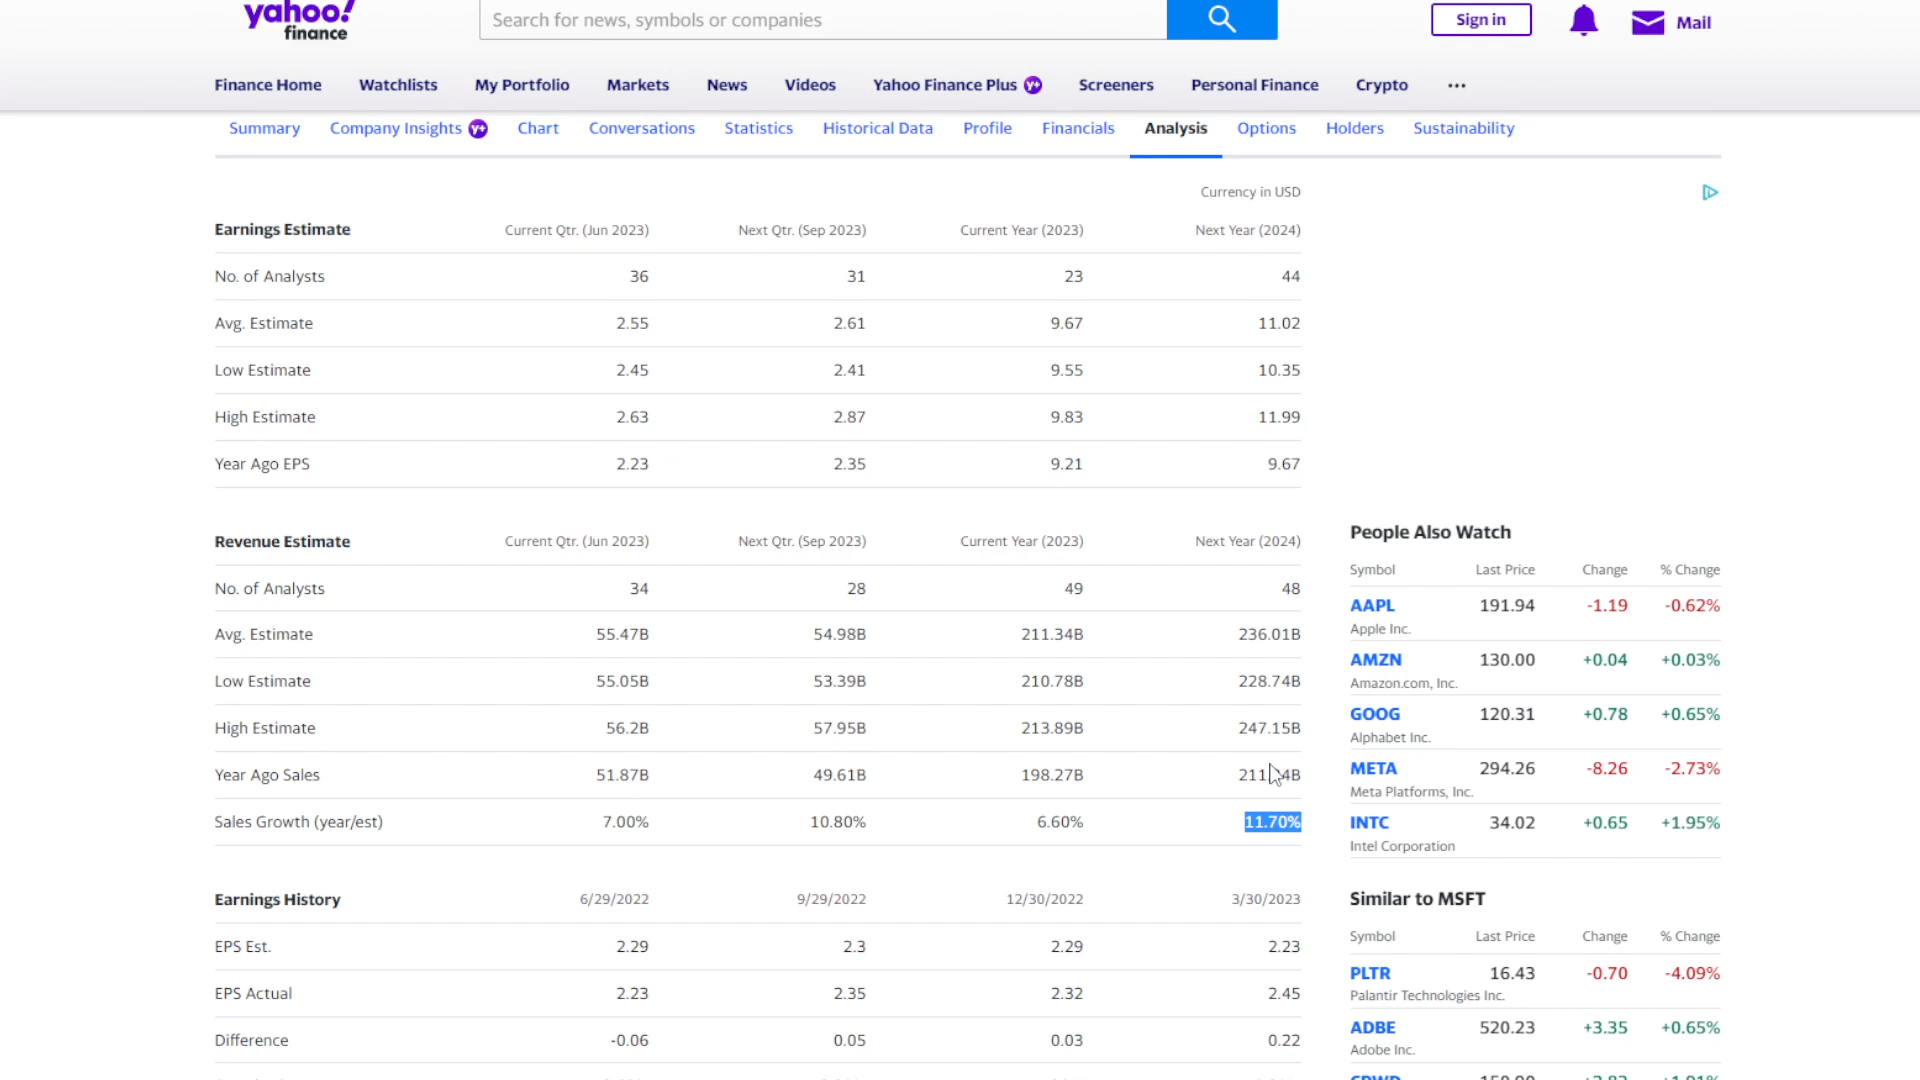 yahoo!
finance
Search for news, symbols or companies
Sign in
Mail
Finance Home Watchlists My Portfolio Markets News Videos Yahoo Finance Plus Y+ Screeners Personal Finance Crypto ...
Summary Company Insights Y+ Chart Conversations Statistics Historical Data Profile Financials Analysis Options Holders Sustainability
Currency in USD
Earnings Estimate Current Qtr. (Jun 2023) Next Qtr. (Sep 2023) Current Year (2023) Next Year (2024)
No. of Analysts 36 31 23 44
Avg. Estimate 2.55 2.61 9.67 11.02
Low Estimate 2.45 2.41 9.55 10.35
High Estimate 2.63 2.87 9.83 11.99
Year Ago EPS 2.23 2.35 9.21 9.67
Revenue Estimate Current Qtr. (Jun 2023) Next Qtr. (Sep 2023) Current Year (2023) Next Year (2024)
No. of Analysts 34 28 49 48
Avg. Estimate 55.47B 54.98B 211.34B 236.01B
Low Estimate 55.05B 53.39B 210.78B 228.74B
High Estimate 56.2B 57.95B 213.89B 247.15B
Year Ago Sales 51.87B 49.61B 198.27B
Sales Growth (year/est) 7.00% 10.80% 6.60% 11.70%
Earnings History 6/29/2022 9/29/2022 12/30/2022 3/30/2023
EPS Est. 2.29 2.3 2.29 2.23
EPS Actual 2.23 2.35 2.32 2.45
Difference -0.06 0.05 0.03 0.22
People Also Watch
Symbol Last Price Change % Change
AAPL 191.94 -1.19 -0.62%
Apple Inc.
AMZN 130.00 +0.04 +0.03%
Amazon.com, Inc.
GOOG 120.31 +0.78 +0.65%
Alphabet Inc.
META 294.26 -8.26 -2.73%
Meta Platforms, Inc.
INTC 34.02 +0.65 +1.95%
Intel Corporation
Similar to MSFT
Symbol Last Price Change % Change
PLTR 16.43 -0.70 -4.09%
Palantir Technologies Inc.
ADBE 520.23 +3.35 +0.65%
Adobe Inc.